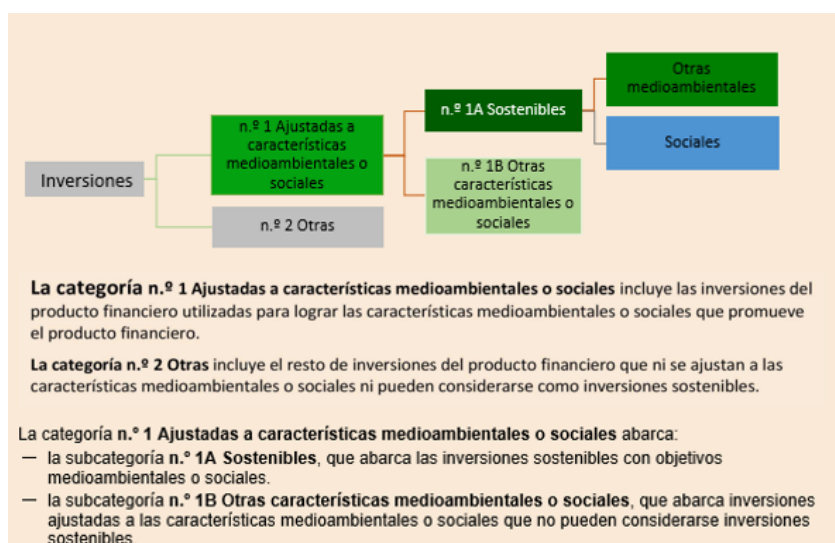 Otras
medioambientales
n.º 1A Sostenibles
n.º 1 Ajustadas a
características
medioambientales o
sociales
Sociales
Inversiones
n.º 1B Otras
características
medioambientales o
sociales
n.º 2 Otras
La categoría n.º 1 Ajustadas a características medioambientales o sociales incluye las inversiones del
producto financiero utilizadas para lograr las características medioambientales o sociales que promueve
el producto financiero.
La categoría n.º 2 Otras incluye el resto de inversiones del producto financiero que ni se ajustan a las
características medioambientales o sociales ni pueden considerarse como inversiones sostenibles.
La categoría n.º 1 Ajustadas a características medioambientales o sociales abarca:
— la subcategoría n.º 1A Sostenibles, que abarca las inversiones sostenibles con objetivos
medioambientales o sociales.
— la subcategoría n.º 1B Otras características medioambientales o sociales, que abarca inversiones
ajustadas a las características medioambientales o sociales que no pueden considerarse inversiones
sostenibles